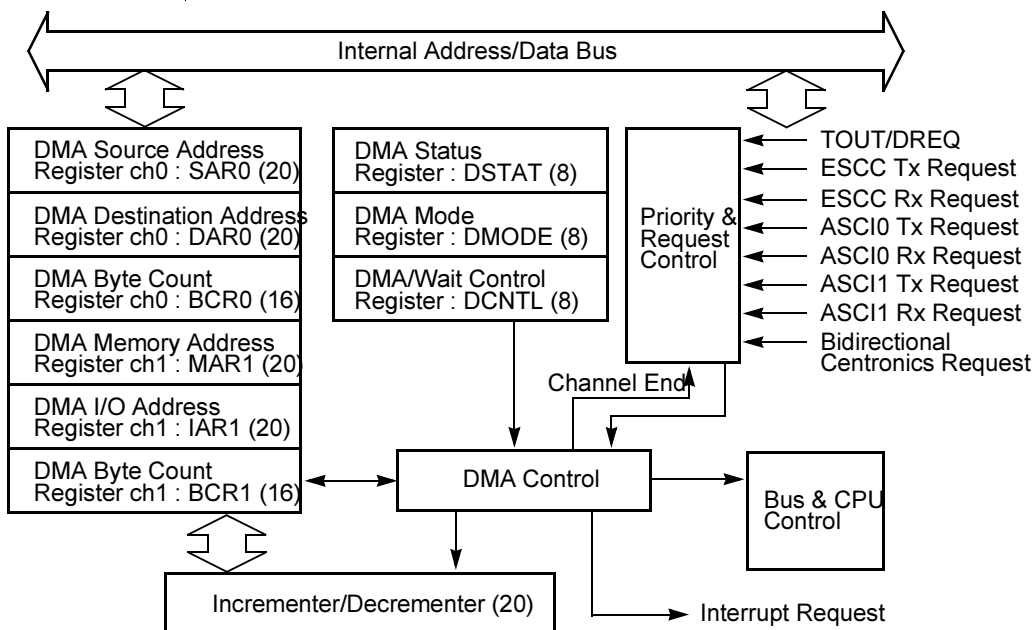 Internal Address/Data Bus
DMA Source Address
Register ch0 : SAR0 (20)
DMA Destination Address
Register ch0 : DAR0 (20)
DMA Byte Count
Register ch0 : BCR0 (16)
DMA Memory Address
Register ch1 : MAR1 (20)
DMA I/O Address
Register ch1 : IAR1 (20)
DMA Byte Count
Register ch1 : BCR1 (16)
DMA Status
Register : DSTAT (8)
DMA Mode
Register : DMODE (8)
DMA/Wait Control
Register : DCNTL (8)
Priority &
Request
Control
TOUT/DREQ
ESCC Tx Request
ESCC Rx Request
ASCI0 Tx Request
ASCI0 Rx Request
ASCI1 Tx Request
ASCI1 Rx Request
Bidirectional
Centronics Request
Channel End
DMA Control
Bus & CPU
Control
Incrementer/Decrementer (20)
Interrupt Request